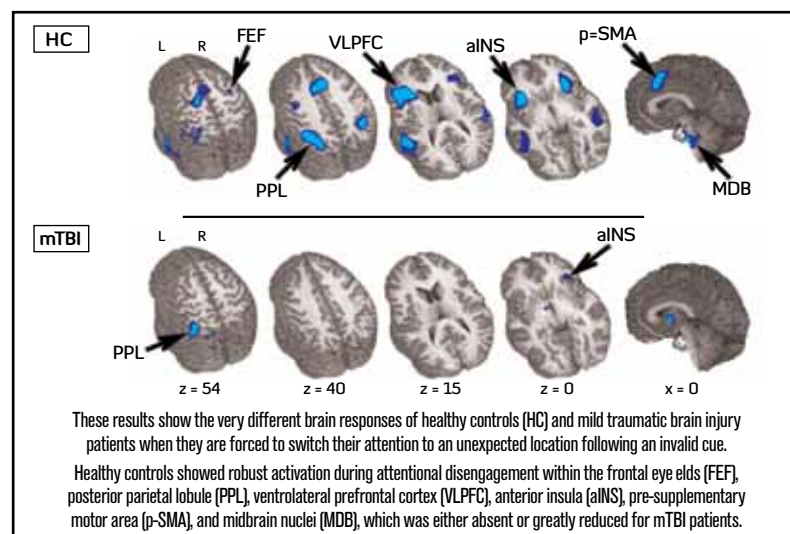 HC
L R
FEF
VLPFC
aINS
p=SMA
PPL
MDB
mTBI
L R
aINS
PPL
z = 54 z = 40 z = 15 z = 0 x = 0
These results show the very different brain responses of healthy controls (HC) and mild traumatic brain injury
patients when they are forced to switch their attention to an unexpected location following an invalid cue.
Healthy controls showed robust activation during attentional disengagement within the frontal eye elds (FEF),
posterior parietal lobule (PPL), ventrolateral prefrontal cortex (VLPFC), anterior insula (aINS), pre-supplementary
motor area (p-SMA), and midbrain nuclei (MDB), which was either absent or greatly reduced for mTBI patients.